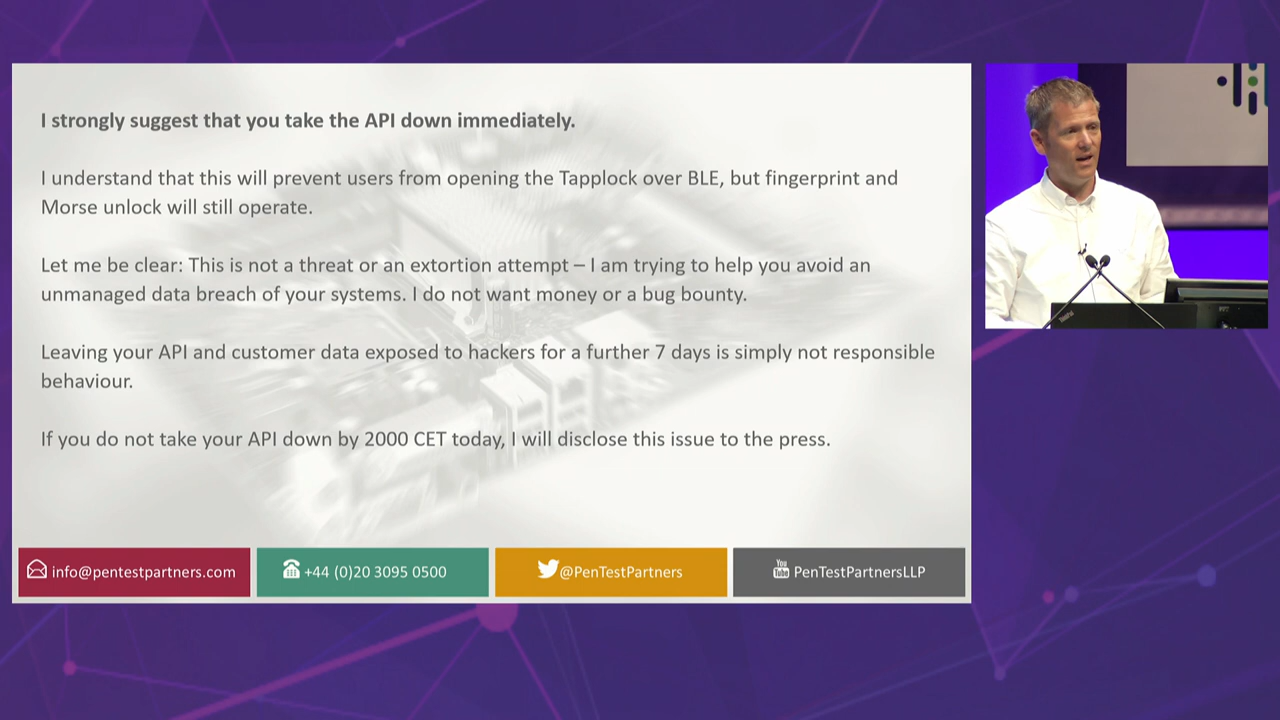 I strongly suggest that you take the API down immediately.
I understand that this will prevent users from opening the Tapplock over BLE, but fingerprint and
Morse unlock will still operate.
Let me be clear: This is not a threat or an extortion attempt – I am trying to help you avoid an
unmanaged data breach of your systems. I do not want money or a bug bounty.
Leaving your API and customer data exposed to hackers for a further 7 days is simply not responsible
behaviour.
If you do not take your API down by 2000 CET today, I will disclose this issue to the press.
info@pentestpartners.com
+44 (0)20 3095 0500
@PenTestPartners
You
Tube
PenTestPartnersLLP
ThinkPad